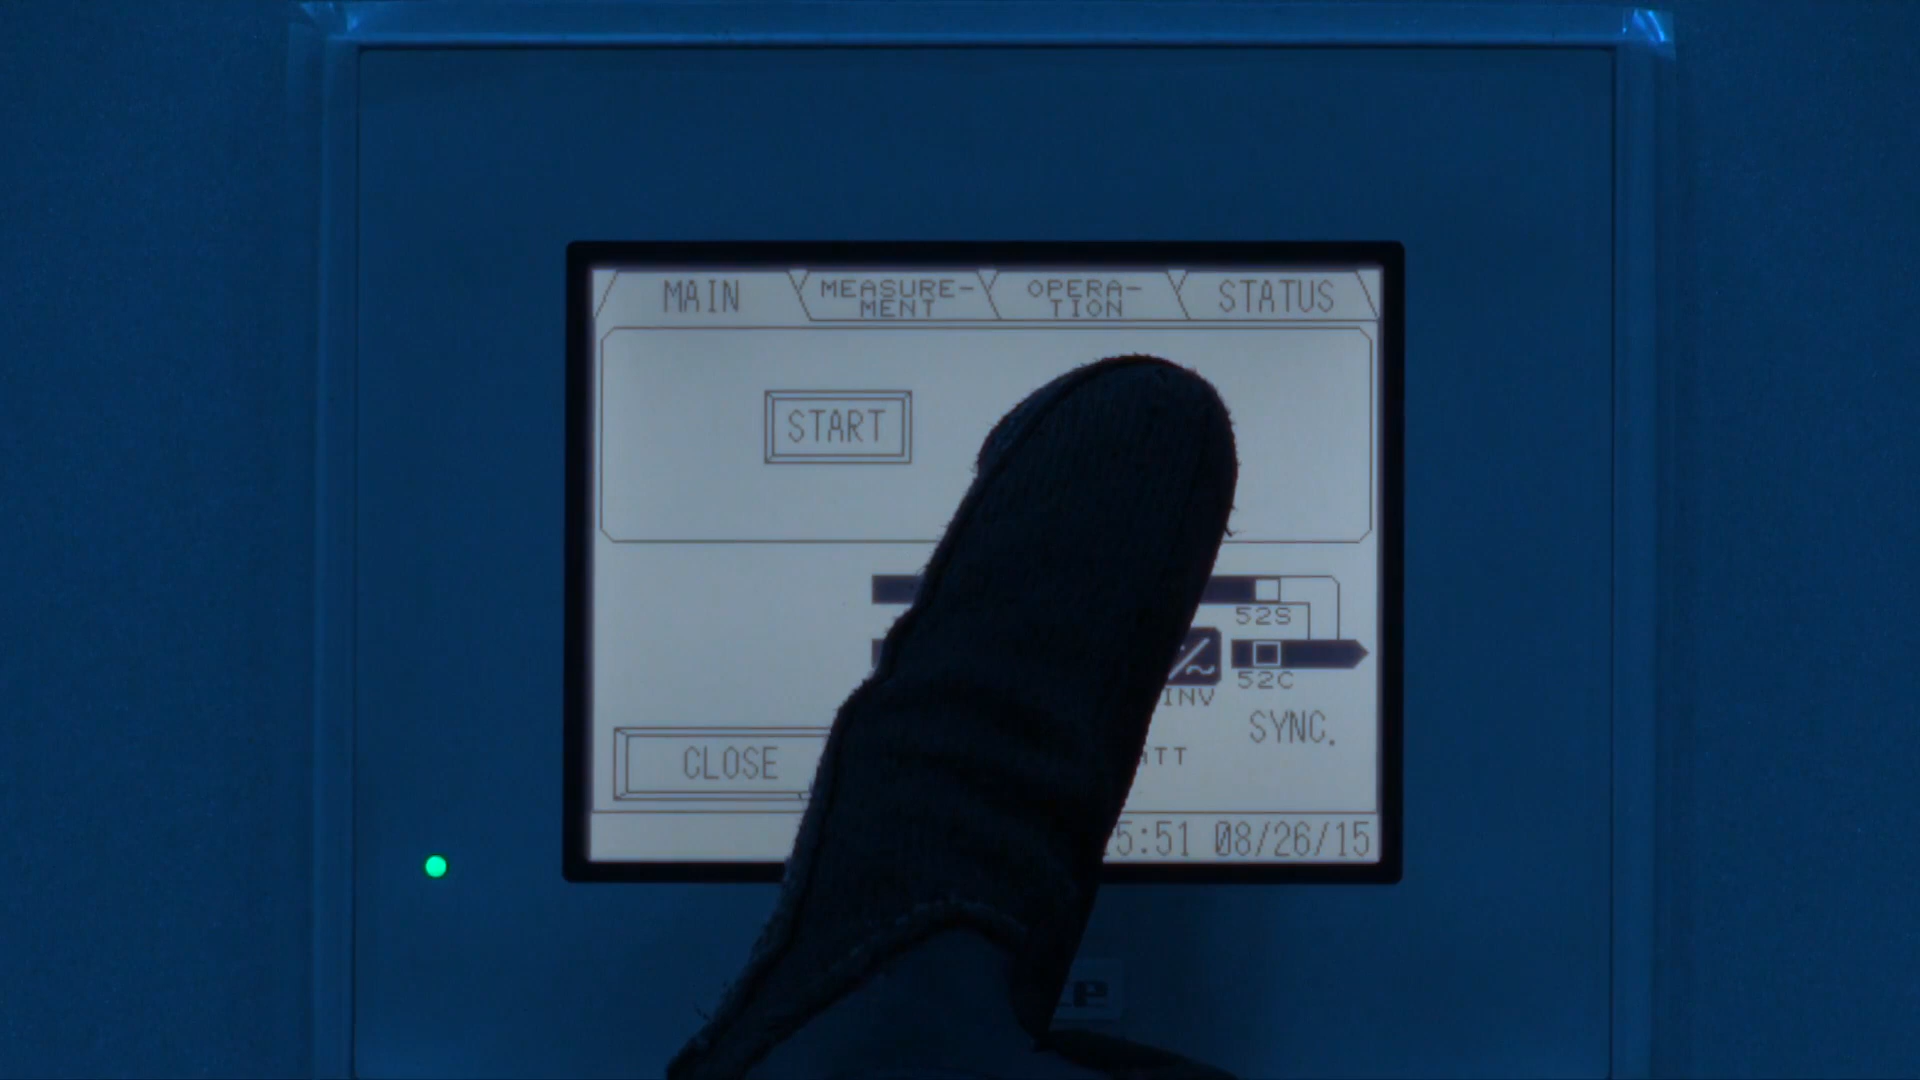 MAIN
MEASURE-
MENT
OPERA-
TION
STATUS
START
52S
52C
INV
SYNC.
CLOSE
5:51 08/26/15